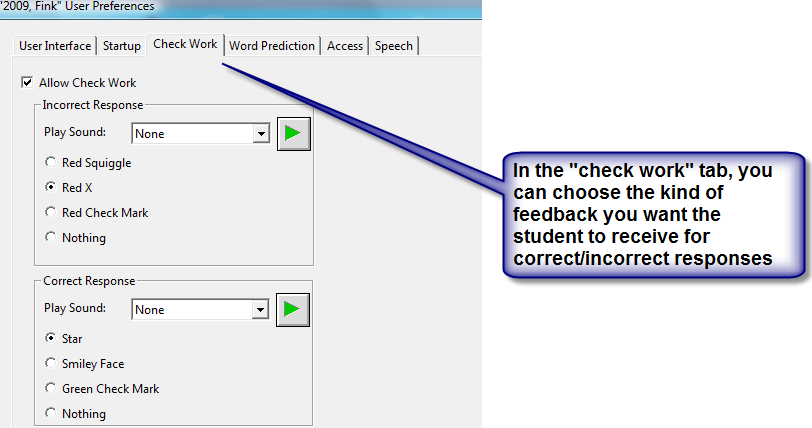 "2009, Fink" User Preferences
User Interface Startup Check Work Word Prediction Access Speech
Allow Check Work
Incorrect Response
Play Sound: None
Red Squiggle
Red X
Red Check Mark
Nothing
Correct Response
Play Sound: None
Star
Smiley Face
Green Check Mark
Nothing
In the "check work" tab, you
can choose the kind of
feedback you want the
student to receive for
correct/incorrect responses